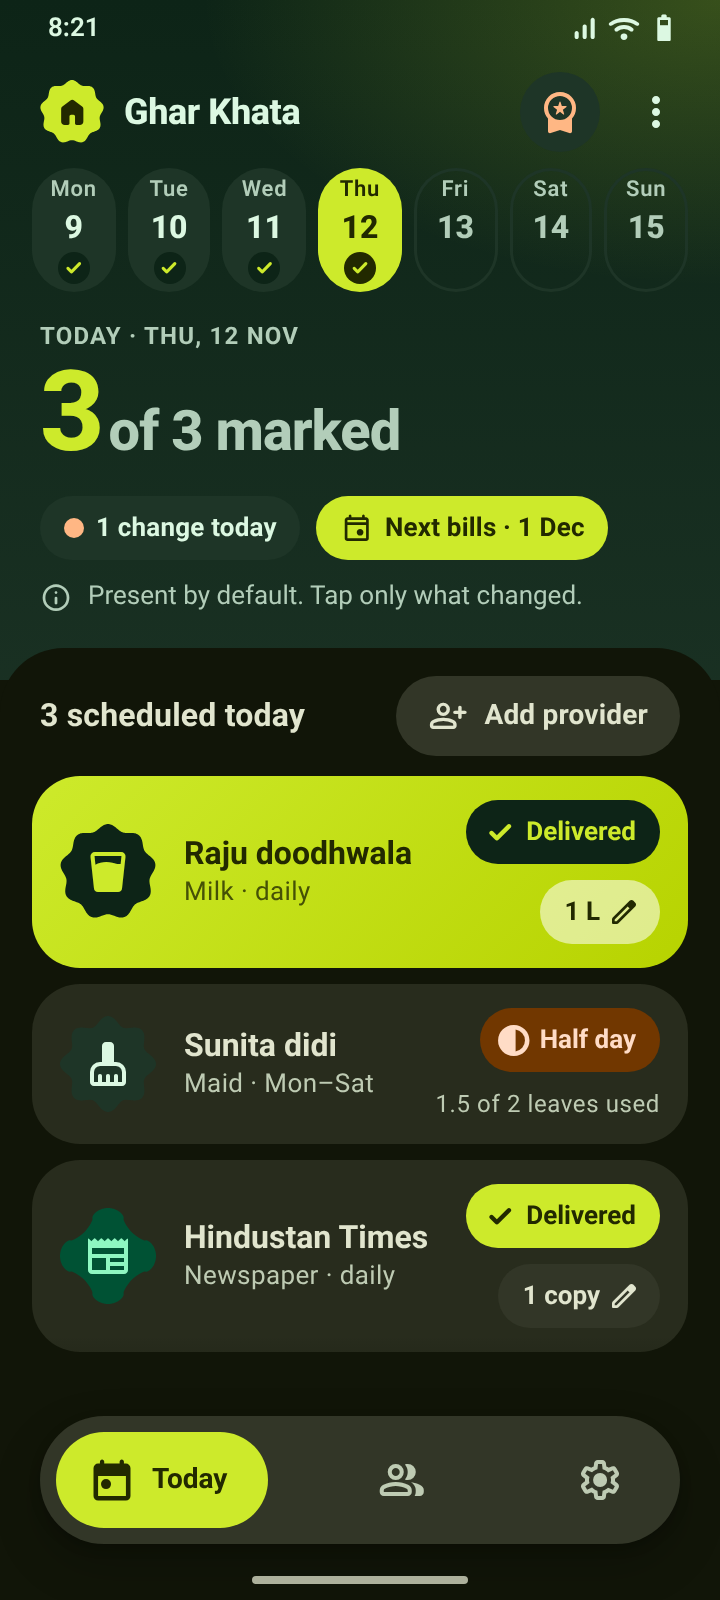 8:21
Ghar Khata
Mon Tue Wed Thu Fri Sat Sun
9 10 11 12 13 14 15
TODAY · THU, 12 NOV
3 of 3 marked
1 change today
Next bills · 1 Dec
Present by default. Tap only what changed.
3 scheduled today
Add provider
Raju doodhwala
Milk · daily
Delivered
1 L
Sunita didi
Maid · Mon–Sat
Half day
1.5 of 2 leaves used
Hindustan Times
Newspaper · daily
Delivered
1 copy
Today